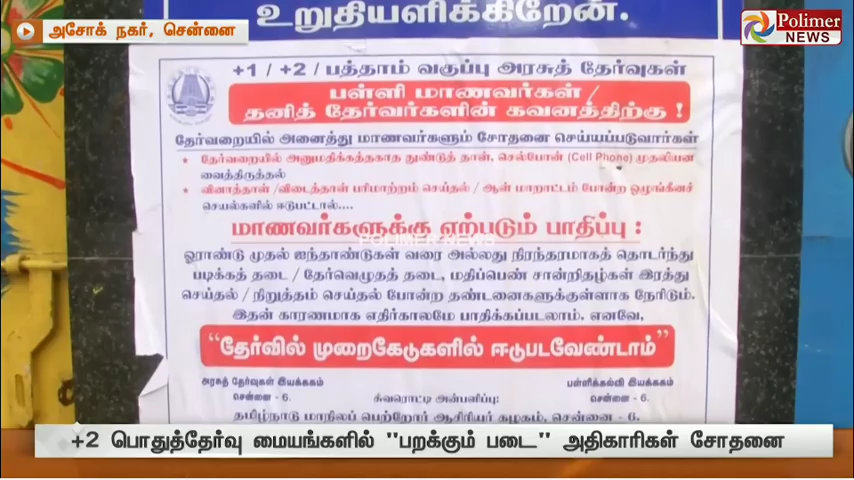 உறுதியளிக்கிறேன்.
அசோக் நகர், சென்னை
Polimer
NEWS
+1 / +2 / பத்தாம் வகுப்பு அரசுத் தேர்வுகள்
பள்ளி மாணவர்கள் /
தனித் தேர்வர்களின் கவனத்திற்கு !
தேர்வறையில் அனைத்து மாணவர்களும் சோதனை செய்யப்படுவார்கள்
* தேர்வறையில் அனுமதிக்கத்தகாத துண்டுத் தாள், செல்போன் (Cell Phone) முதலியன
வைத்திருத்தல்
* வினாத்தாள் /விடைத்தாள் பரிமாற்றம் செய்தல் / ஆள் மாறாட்டம் போன்ற ஒழுங்கீனச்
செயல்களில் ஈடுபட்டால்....
மாணவர்களுக்கு ஏற்படும் பாதிப்பு :
POLIMER NEWS
ஓராண்டு முதல் ஐந்தாண்டுகள் வரை அல்லது நிரந்தரமாகத் தொடர்ந்து
படிக்கத் தடை / தேர்வெழுதத் தடை, மதிப்பெண் சான்றிதழ்கள் இரத்து
செய்தல் / நிறுத்தம் செய்தல் போன்ற தண்டனைகளுக்குள்ளாக நேரிடும்.
இதன் காரணமாக எதிர்காலமே பாதிக்கப்படலாம். எனவே,
"தேர்வில் முறைகேடுகளில் ஈடுபடவேண்டாம்"
அரசுத் தேர்வுகள் இயக்ககம் பள்ளிக்கல்வி இயக்ககம்
சென்னை - 6. சுவரொட்டி அன்பளிப்பு: சென்னை - 6.
தமிழ்நாடு மாநிலப் பெற்றோர் ஆசிரியர் கழகம், சென்னை - 6.
+2 பொதுத்தேர்வு மையங்களில் "பறக்கும் படை" அதிகாரிகள் சோதனை